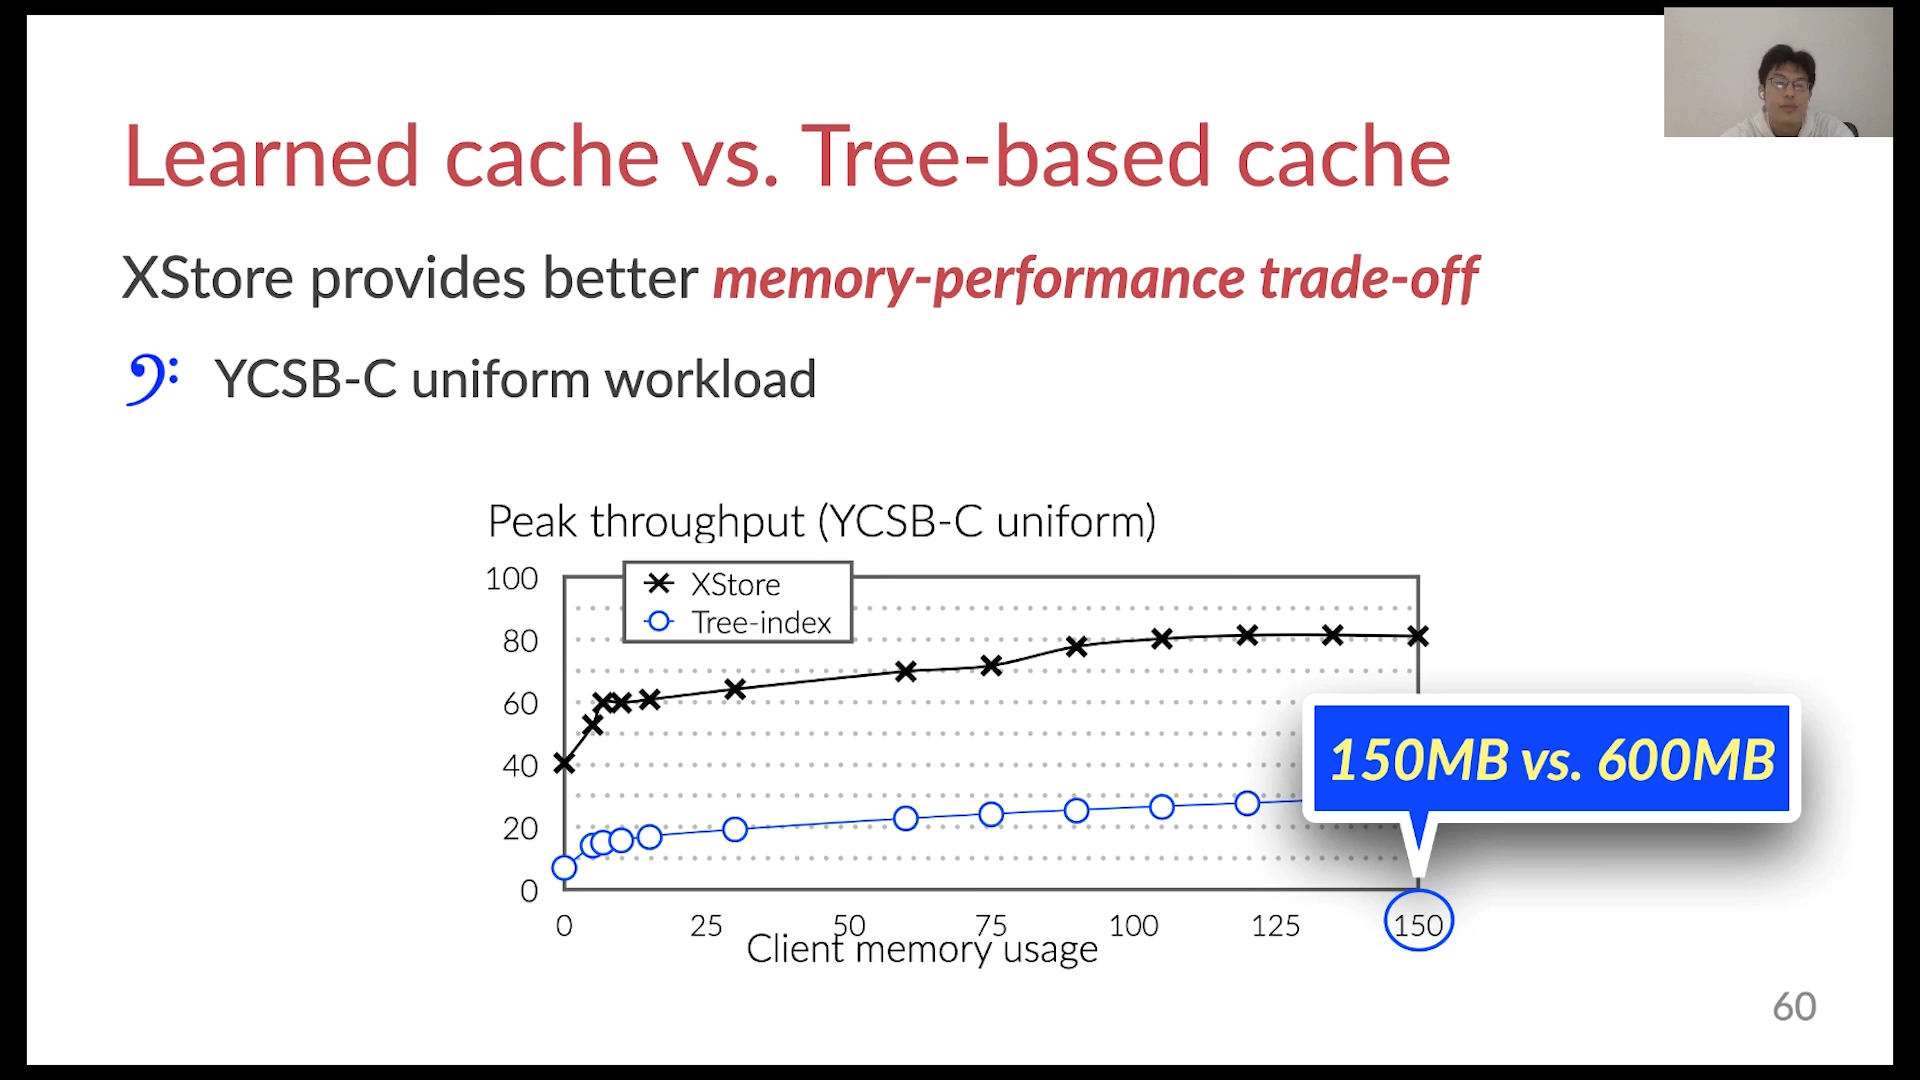 Learned cache vs. Tree-based cache
XStore provides better memory-performance trade-off
YCSB-C uniform workload
Peak throughput (YCSB-C uniform)
100
XStore
Tree-index
80
60
40
20
0
150MB vs. 600MB
0 25 50 75 100 125 150
Client memory usage
60